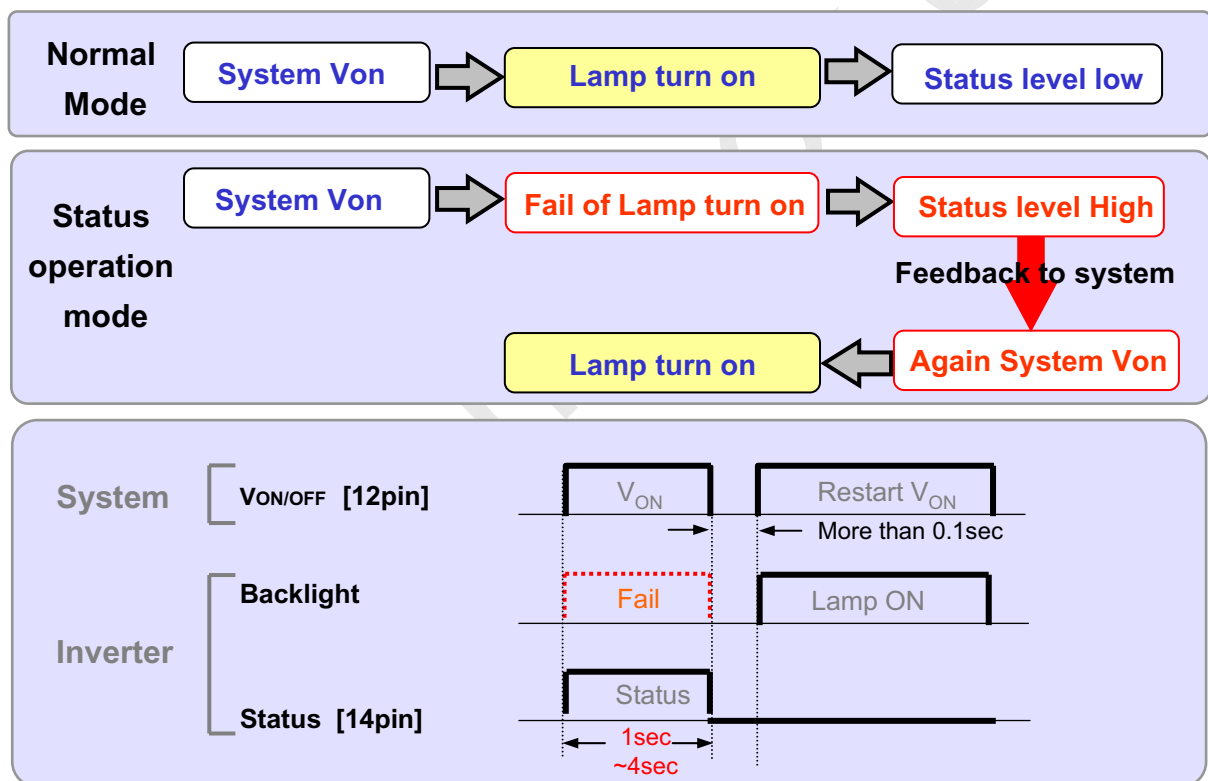 Normal
Mode
System Von
Lamp turn on
Status level low
Status
operation
mode
System Von
Fail of Lamp turn on
Status level High
Feedback to system
Lamp turn on
Again System Von
System
VON/OFF [12pin]
VON
Restart VON
More than 0.1sec
Inverter
Backlight
Fail
Lamp ON
Status [14pin]
Status
1sec
~4sec